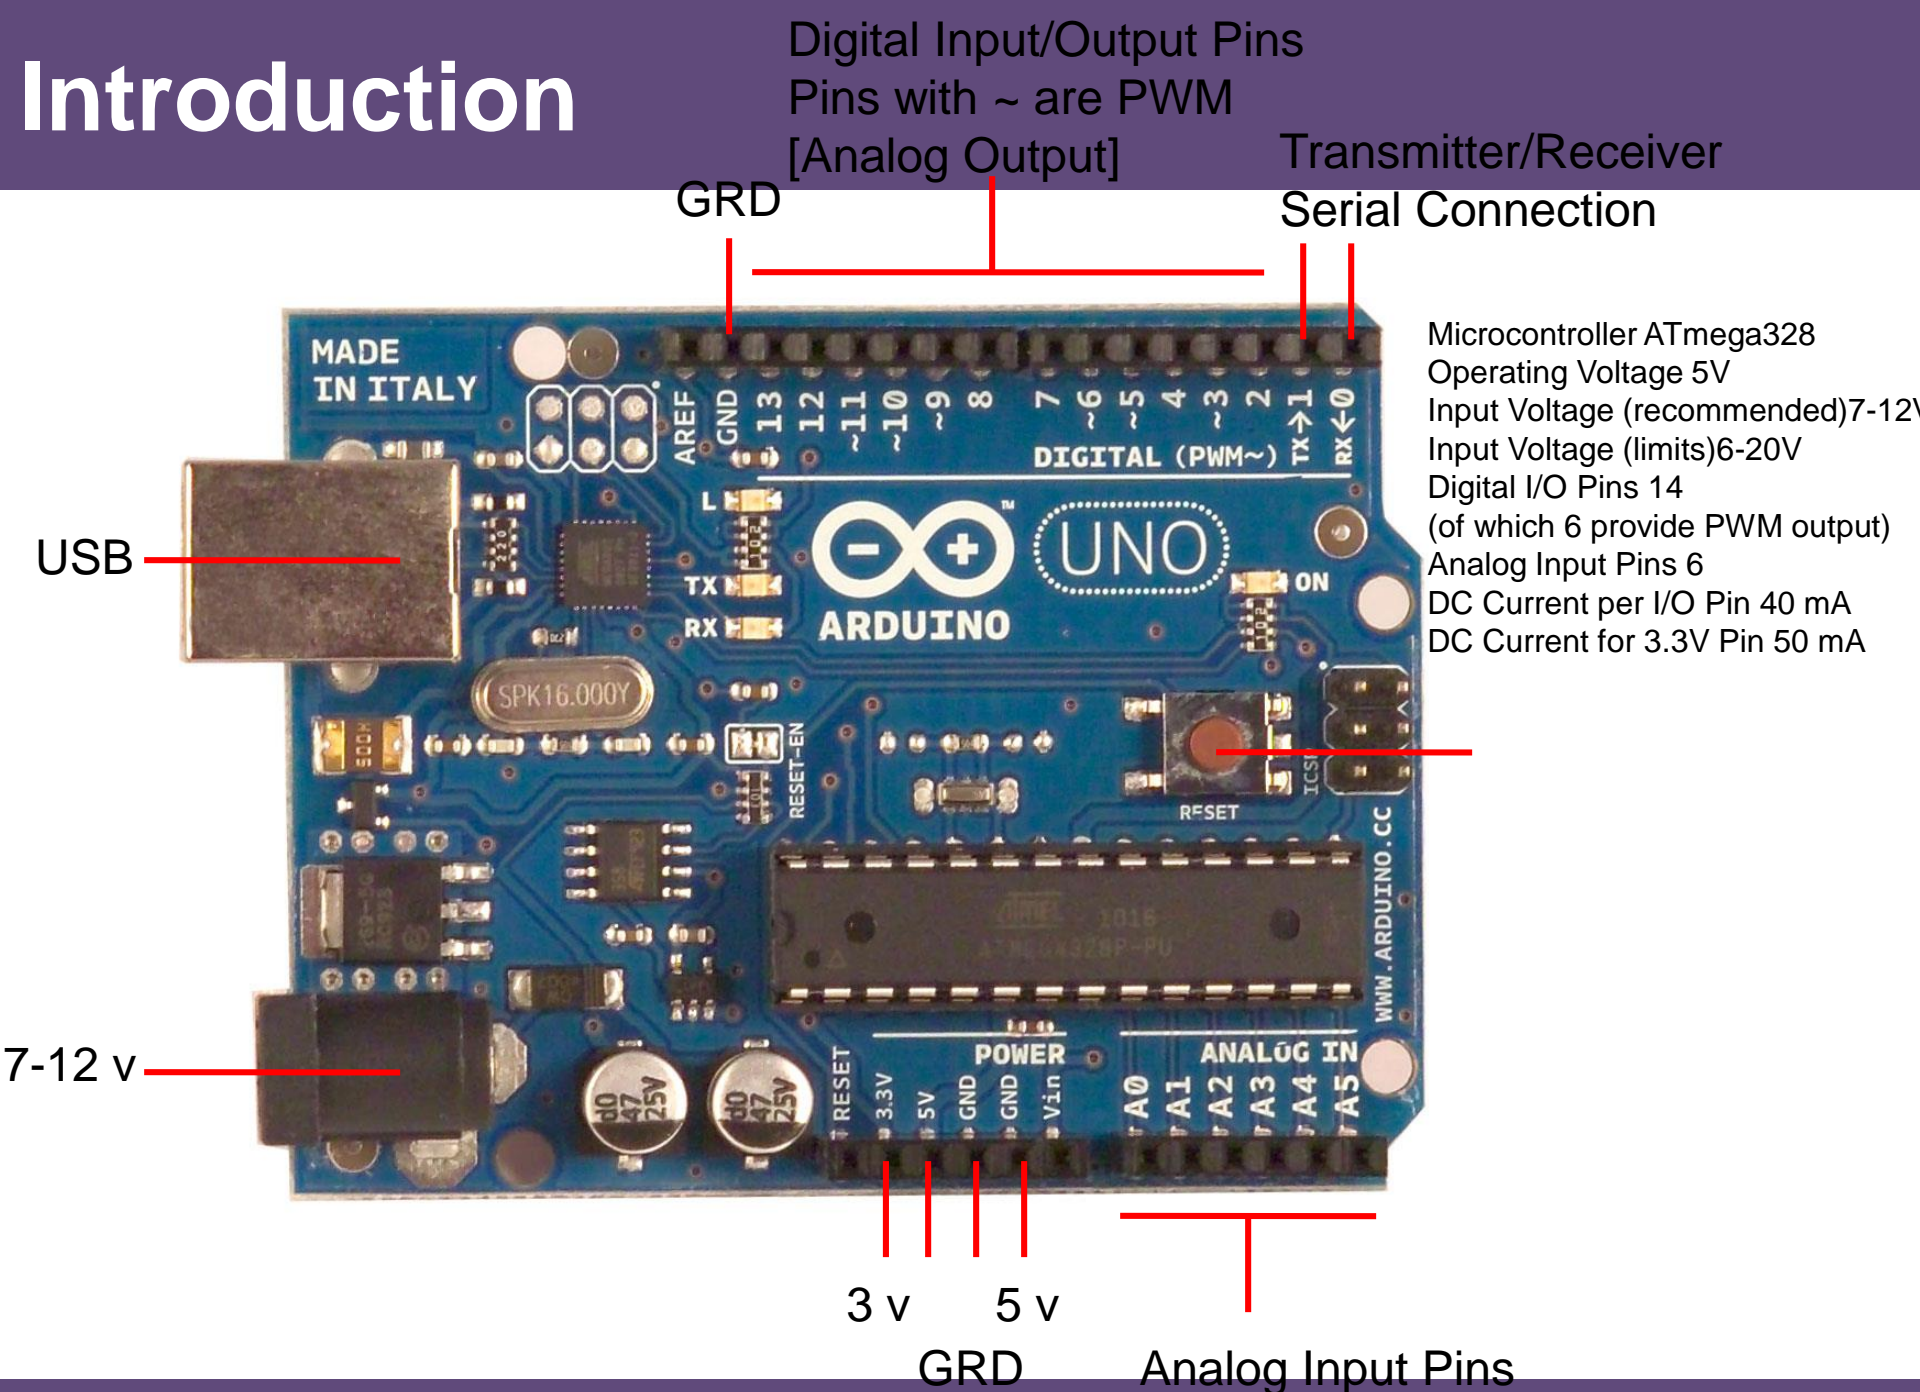 Introduction
Digital Input/Output Pins
Pins with ~ are PWM
[Analog Output]
Transmitter/Receiver
Serial Connection
GRD
Microcontroller ATmega328
Operating Voltage 5V
Input Voltage (recommended)7-12V
Input Voltage (limits)6-20V
Digital I/O Pins 14
(of which 6 provide PWM output)
Analog Input Pins 6
DC Current per I/O Pin 40 mA
DC Current for 3.3V Pin 50 mA
MADE
IN ITALY
AREF
GND
13
12
~11
~10
~9
8
7
~6
~5
4
~3
2
TX→1
RX←0
DIGITAL (PWM~)
L
TX
RX
ARDUINO
TM
UNO
ON
USB
SPK16.000Y
RESET-EN
RESET
ICSP
WWW.ARDUINO.CC
1016
7-12 v
47
25V
47
25V
POWER
ANALOG IN
RESET
3.3V
5V
GND
GND
Vin
A0
A1
A2
A3
A4
A5
3 v
5 v
GRD
Analog Input Pins